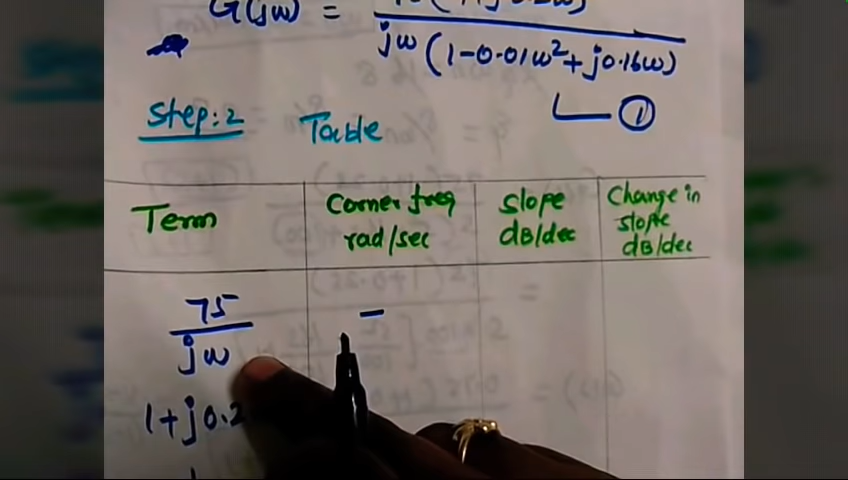 G(jω) =
jω (1-0.01ω²+j0.16ω)
①
Step:2 Table
Term
Corner freq rad/sec
Slope dB/dec
Change in slope dB/dec
75
jω
–
1+j0.2